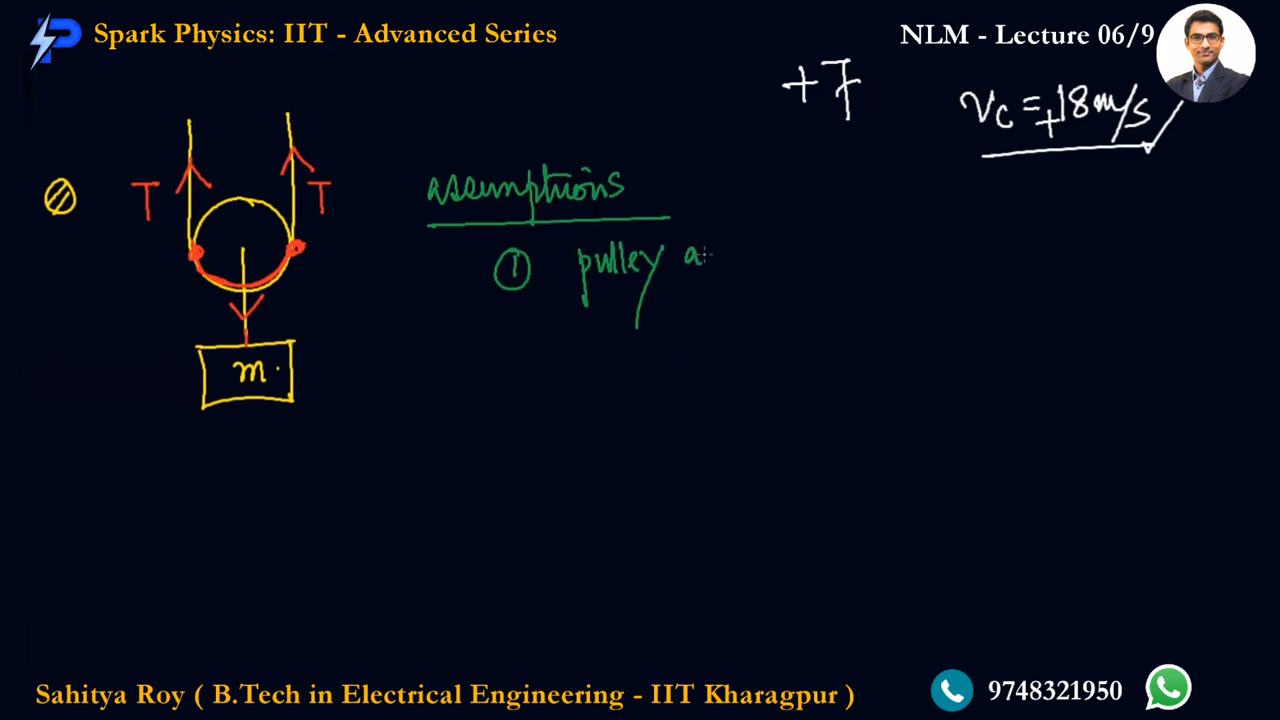 Spark Physics: IIT - Advanced Series
NLM - Lecture 06/9
+7
v_C = +18m/s
T
T
assumptions
① pulley a
m.
Sahitya Roy ( B.Tech in Electrical Engineering - IIT Kharagpur )
9748321950